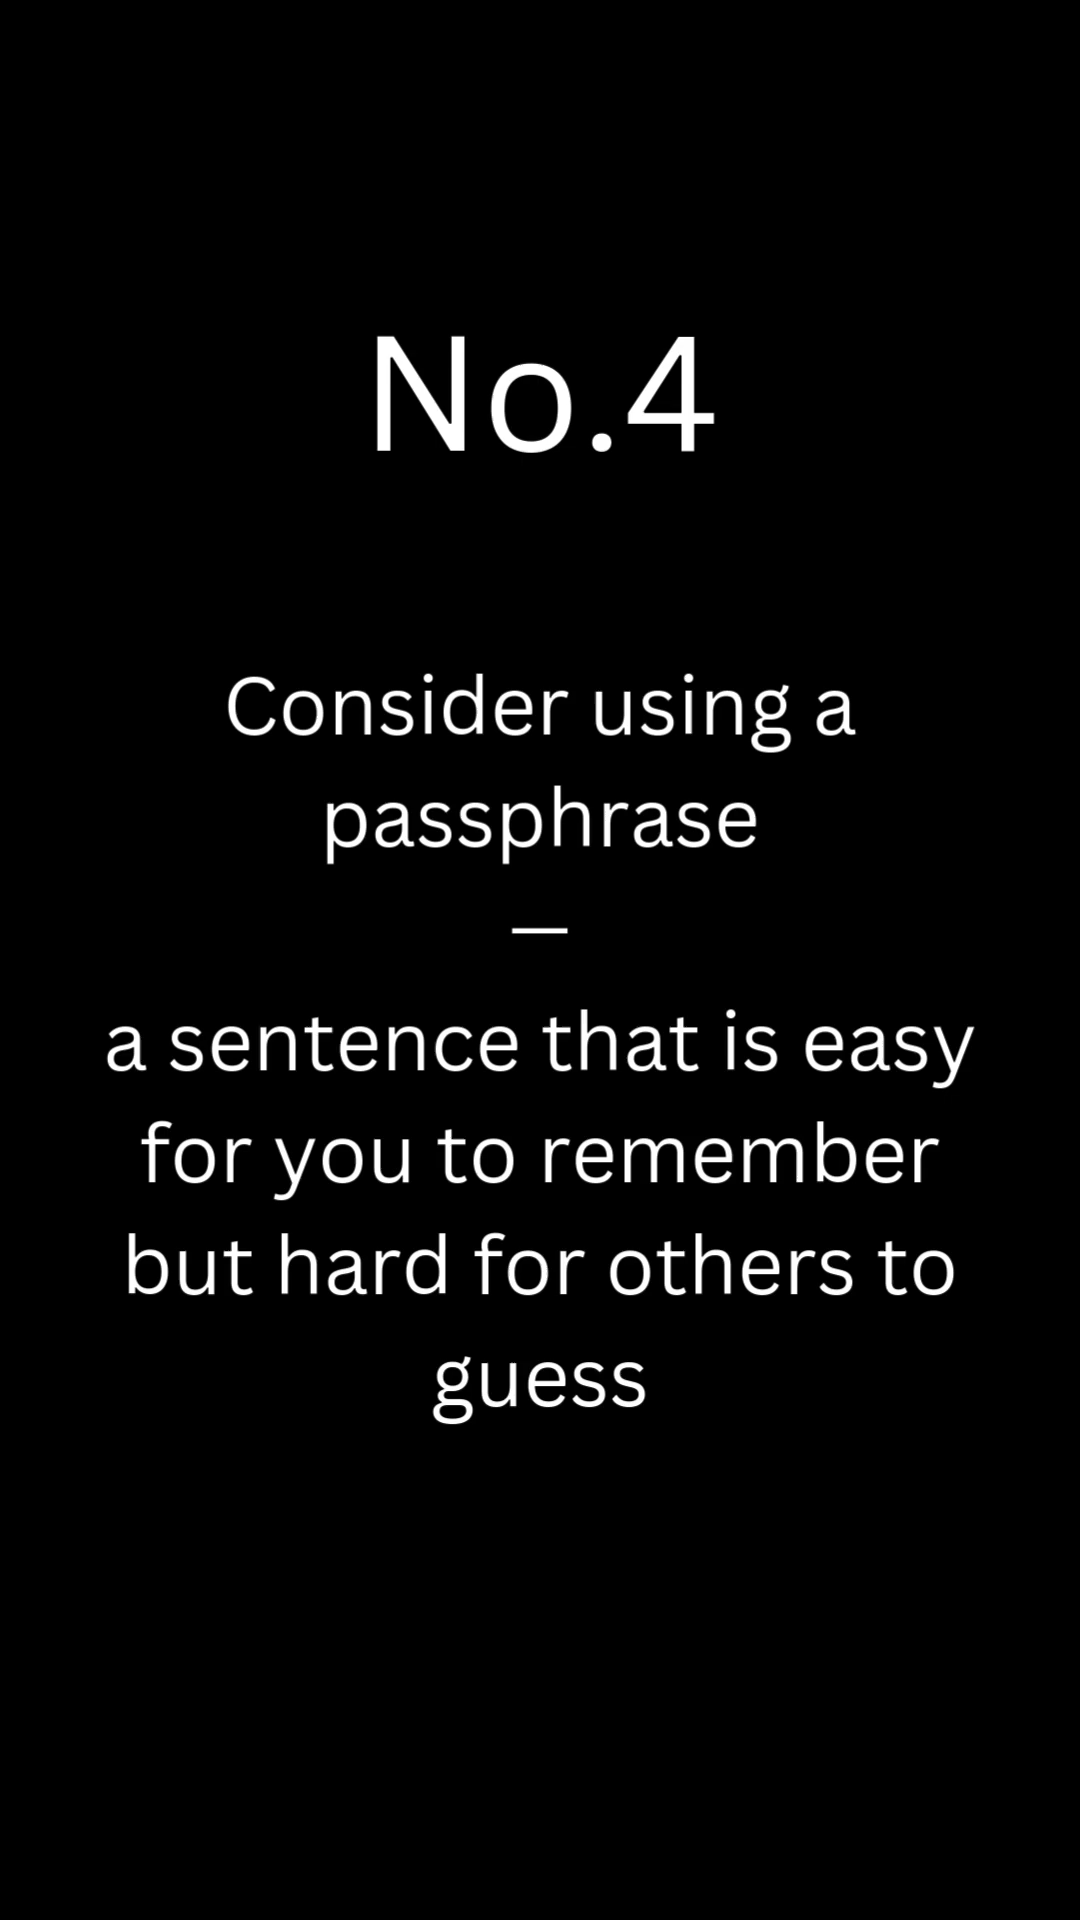 No.4
Consider using a
passphrase
—
a sentence that is easy
for you to remember
but hard for others to
guess